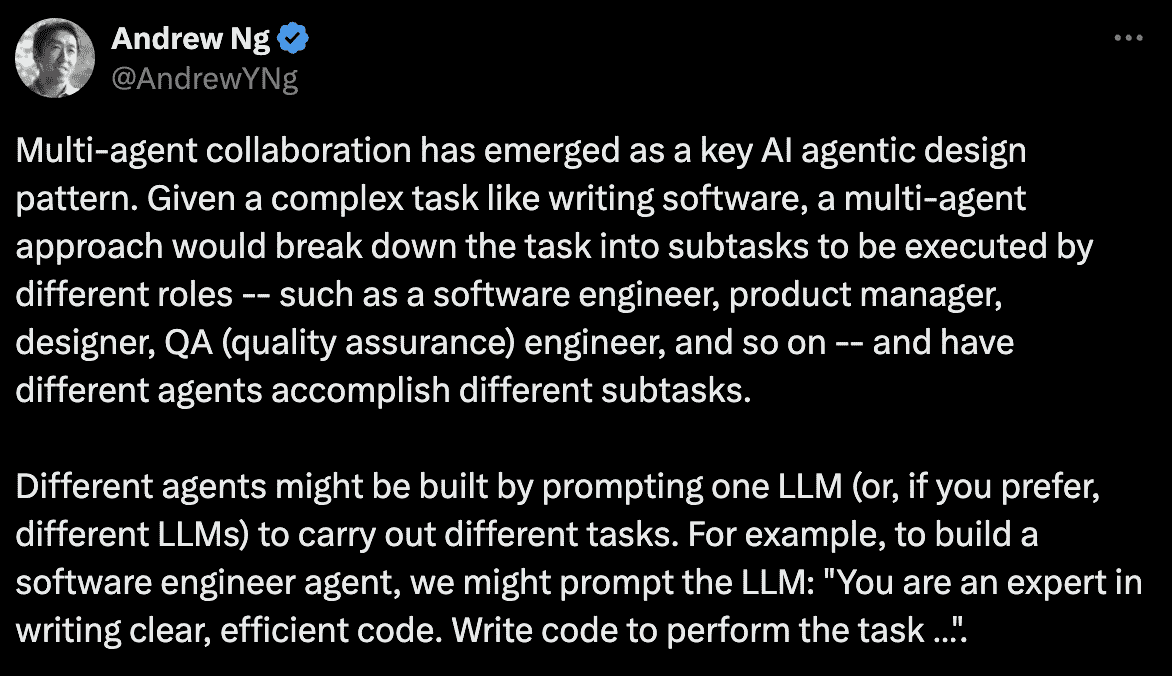 Andrew Ng
@AndrewYNg
Multi-agent collaboration has emerged as a key AI agentic design
pattern. Given a complex task like writing software, a multi-agent
approach would break down the task into subtasks to be executed by
different roles -- such as a software engineer, product manager,
designer, QA (quality assurance) engineer, and so on -- and have
different agents accomplish different subtasks.
Different agents might be built by prompting one LLM (or, if you prefer,
different LLMs) to carry out different tasks. For example, to build a
software engineer agent, we might prompt the LLM: "You are an expert in
writing clear, efficient code. Write code to perform the task …".